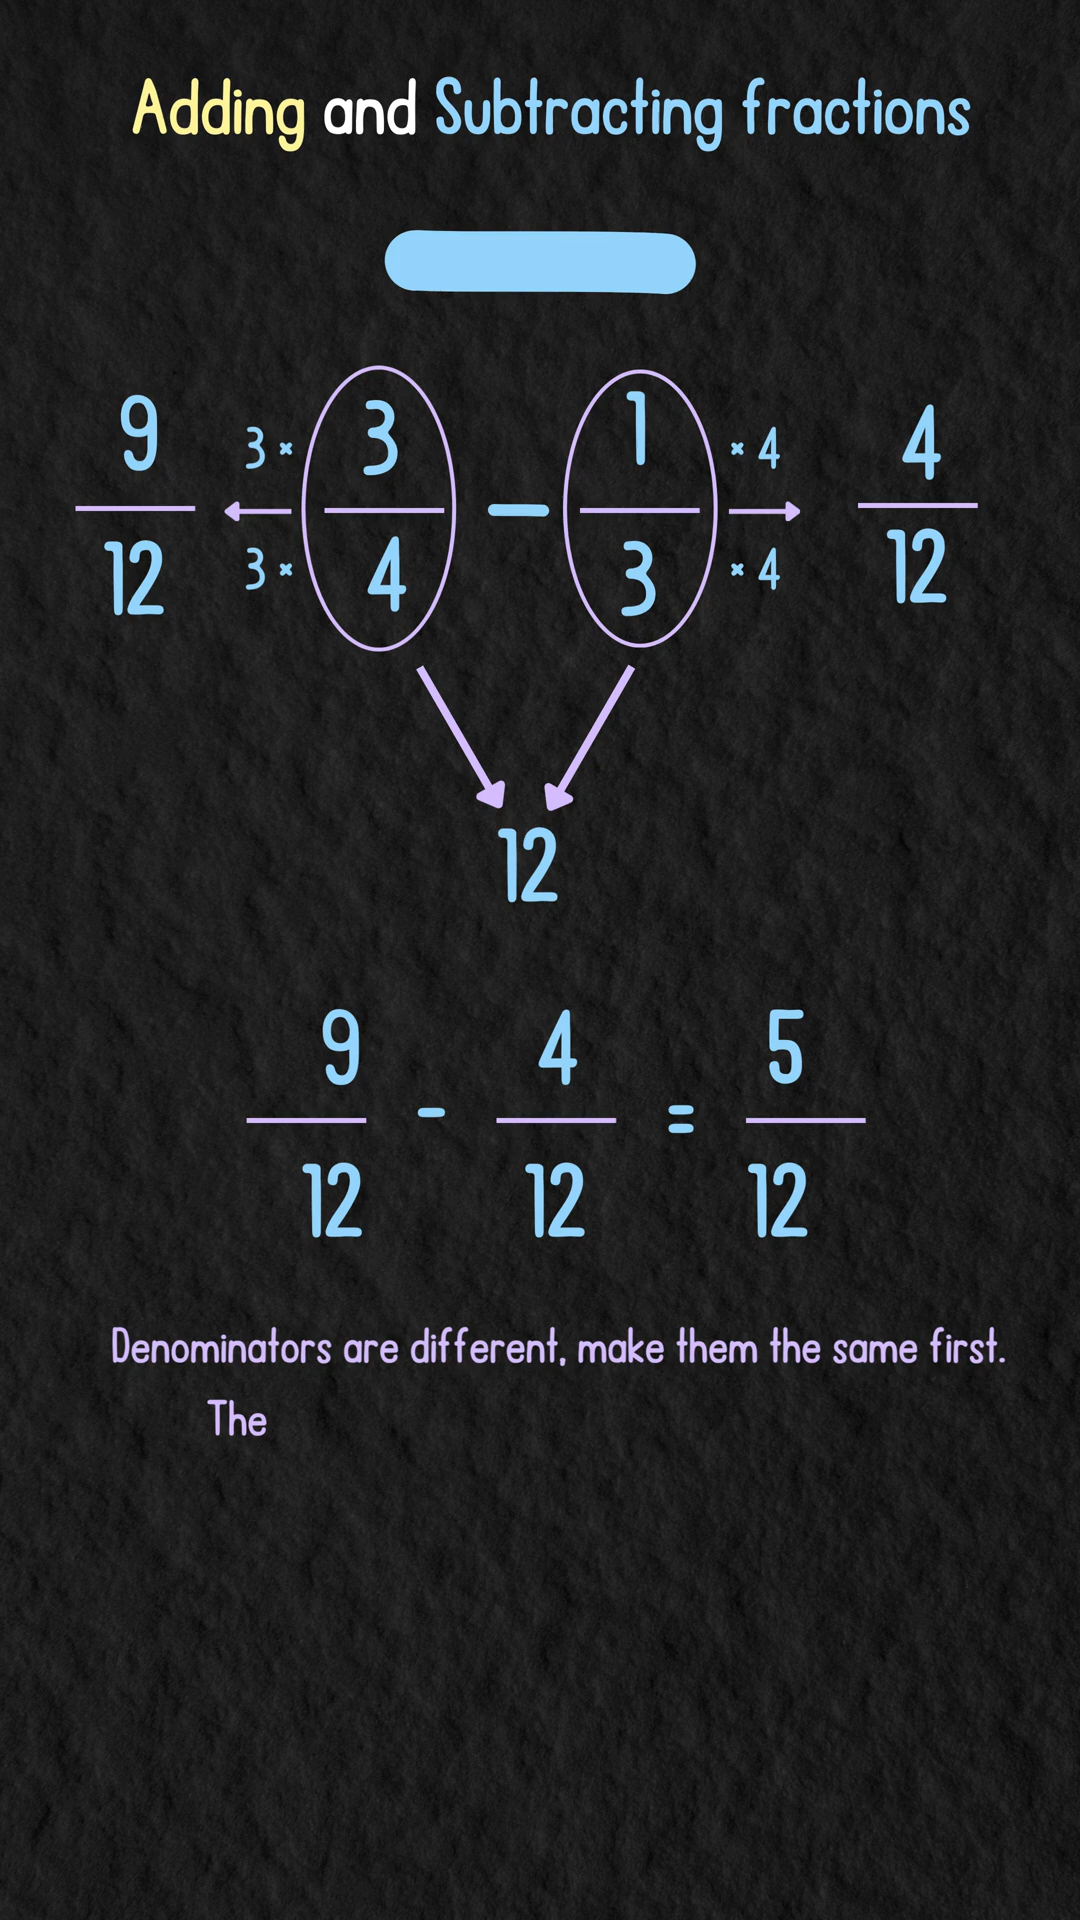 Adding and Subtracting fractions
9 3 × 3 1 × 4 4
—
12 3 × 4 3 × 4 12
12
9 4 5
- =
12 12 12
Denominators are different, make them the same first.
The